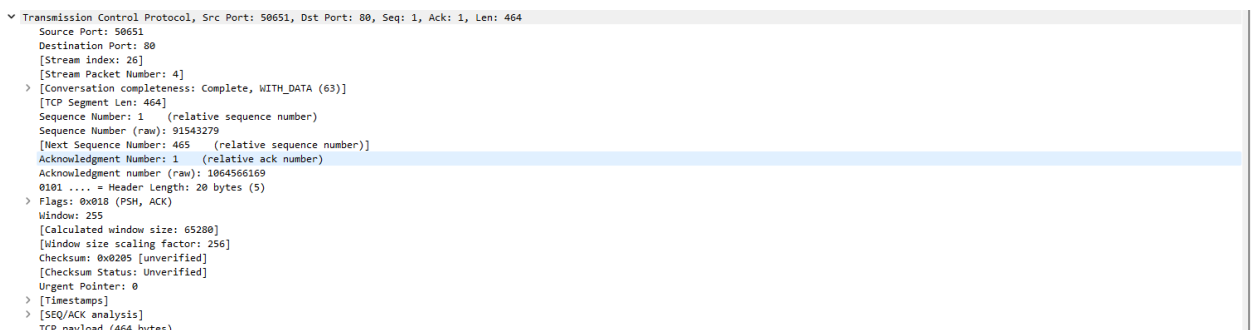 Transmission Control Protocol, Src Port: 50651, Dst Port: 80, Seq: 1, Ack: 1, Len: 464
Source Port: 50651
Destination Port: 80
[Stream index: 26]
[Stream Packet Number: 4]
[Conversation completeness: Complete, WITH_DATA (63)]
[TCP Segment Len: 464]
Sequence Number: 1    (relative sequence number)
Sequence Number (raw): 91543279
[Next Sequence Number: 465    (relative sequence number)]
Acknowledgment Number: 1    (relative ack number)
Acknowledgment number (raw): 1064566169
0101 .... = Header Length: 20 bytes (5)
Flags: 0x018 (PSH, ACK)
Window: 255
[Calculated window size: 65280]
[Window size scaling factor: 256]
Checksum: 0x0205 [unverified]
[Checksum Status: Unverified]
Urgent Pointer: 0
[Timestamps]
[SEQ/ACK analysis]
TCP payload (464 bytes)